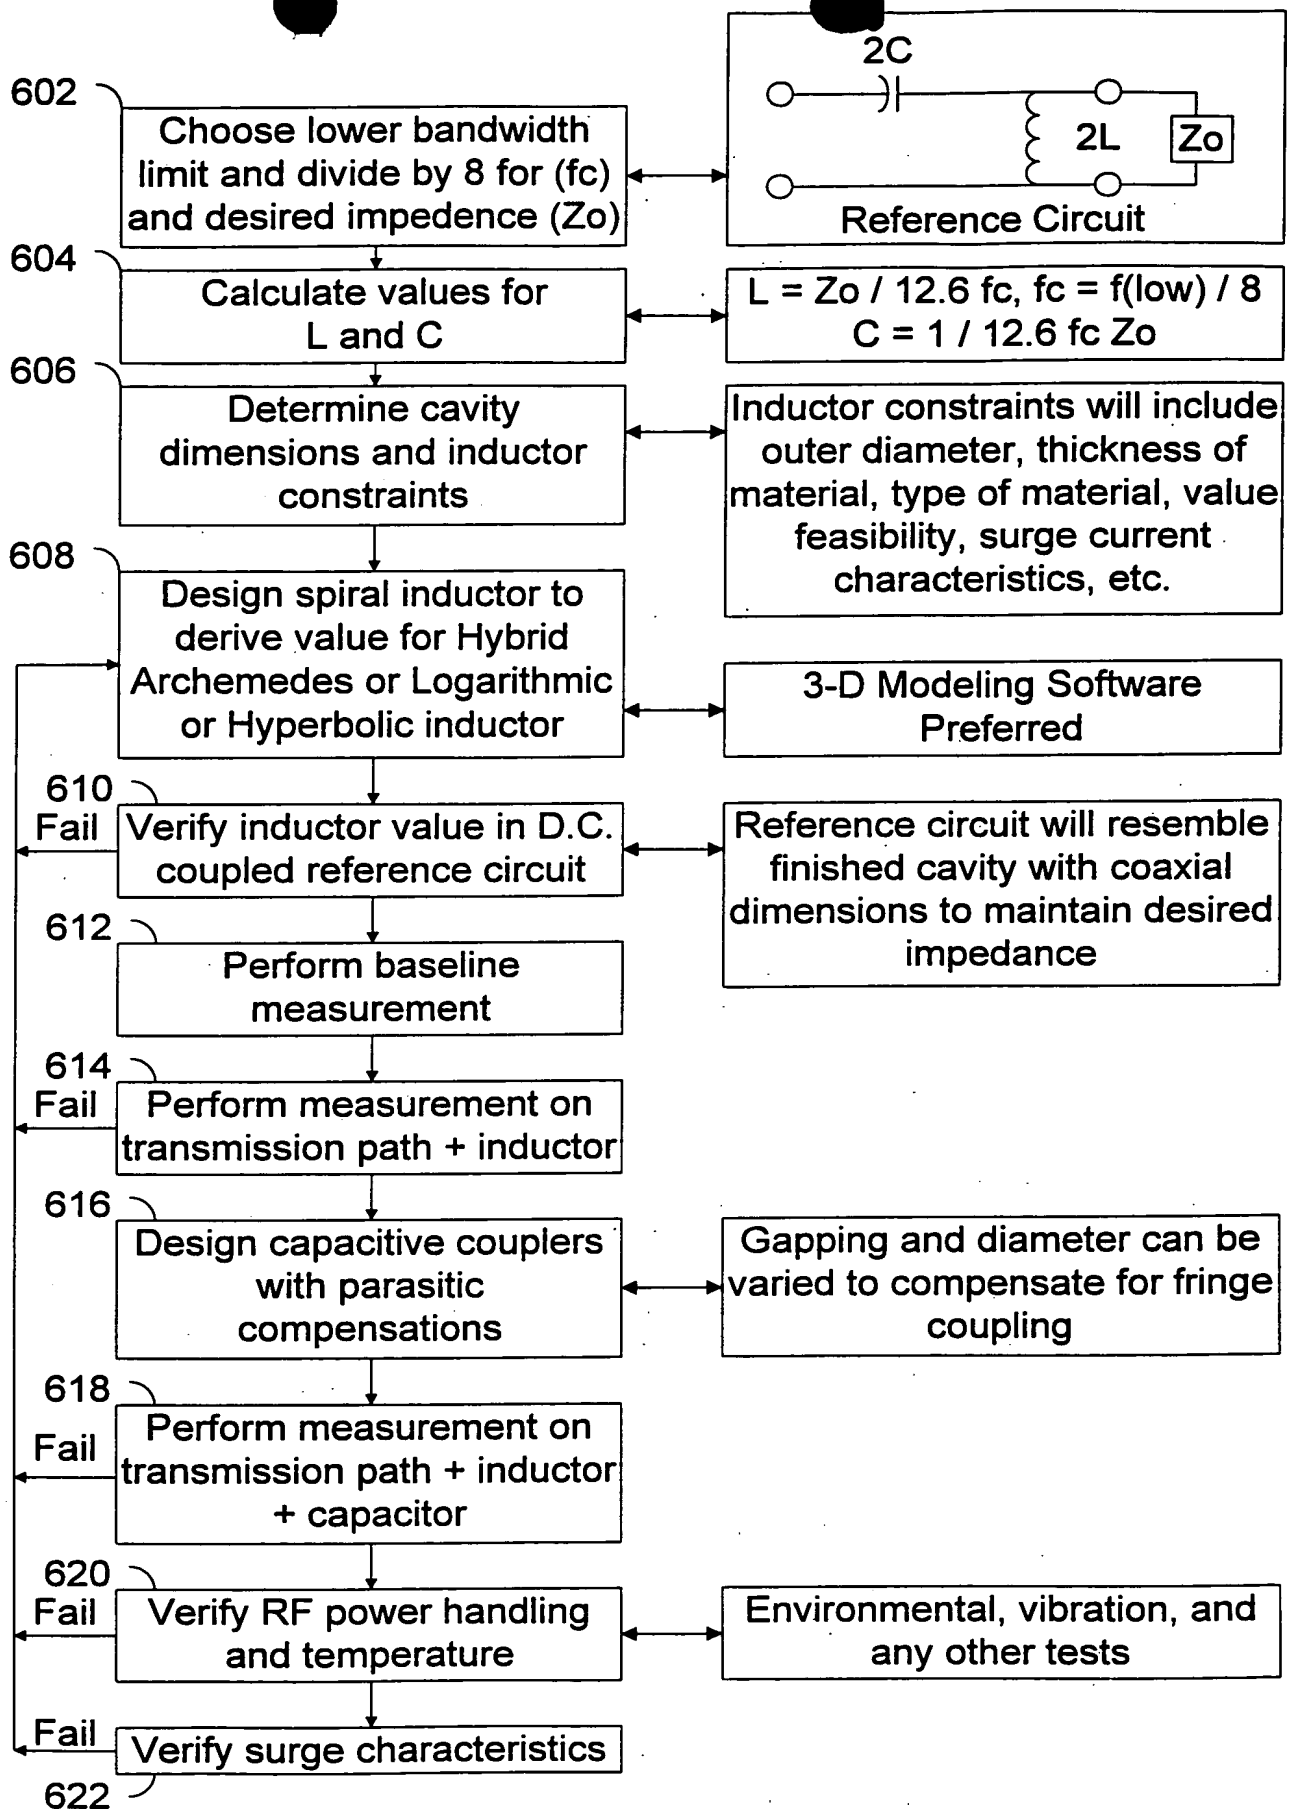 602
Choose lower bandwidth
limit and divide by 8 for (fc)
and desired impedence (Zo)
2C
2L
Zo
Reference Circuit
604
Calculate values for
L and C
L = Zo / 12.6 fc, fc = f(low) / 8
C = 1 / 12.6 fc Zo
606
Determine cavity
dimensions and inductor
constraints
Inductor constraints will include
outer diameter, thickness of
material, type of material, value
feasibility, surge current
characteristics, etc.
608
Design spiral inductor to
derive value for Hybrid
Archemedes or Logarithmic
or Hyperbolic inductor
3-D Modeling Software
Preferred
610
Fail
Verify inductor value in D.C.
coupled reference circuit
Reference circuit will resemble
finished cavity with coaxial
dimensions to maintain desired
impedance
612
Perform baseline
measurement
614
Fail
Perform measurement on
transmission path + inductor
616
Design capacitive couplers
with parasitic
compensations
Gapping and diameter can be
varied to compensate for fringe
coupling
618
Fail
Perform measurement on
transmission path + inductor
+ capacitor
620
Fail
Verify RF power handling
and temperature
Environmental, vibration, and
any other tests
Fail
Verify surge characteristics
622